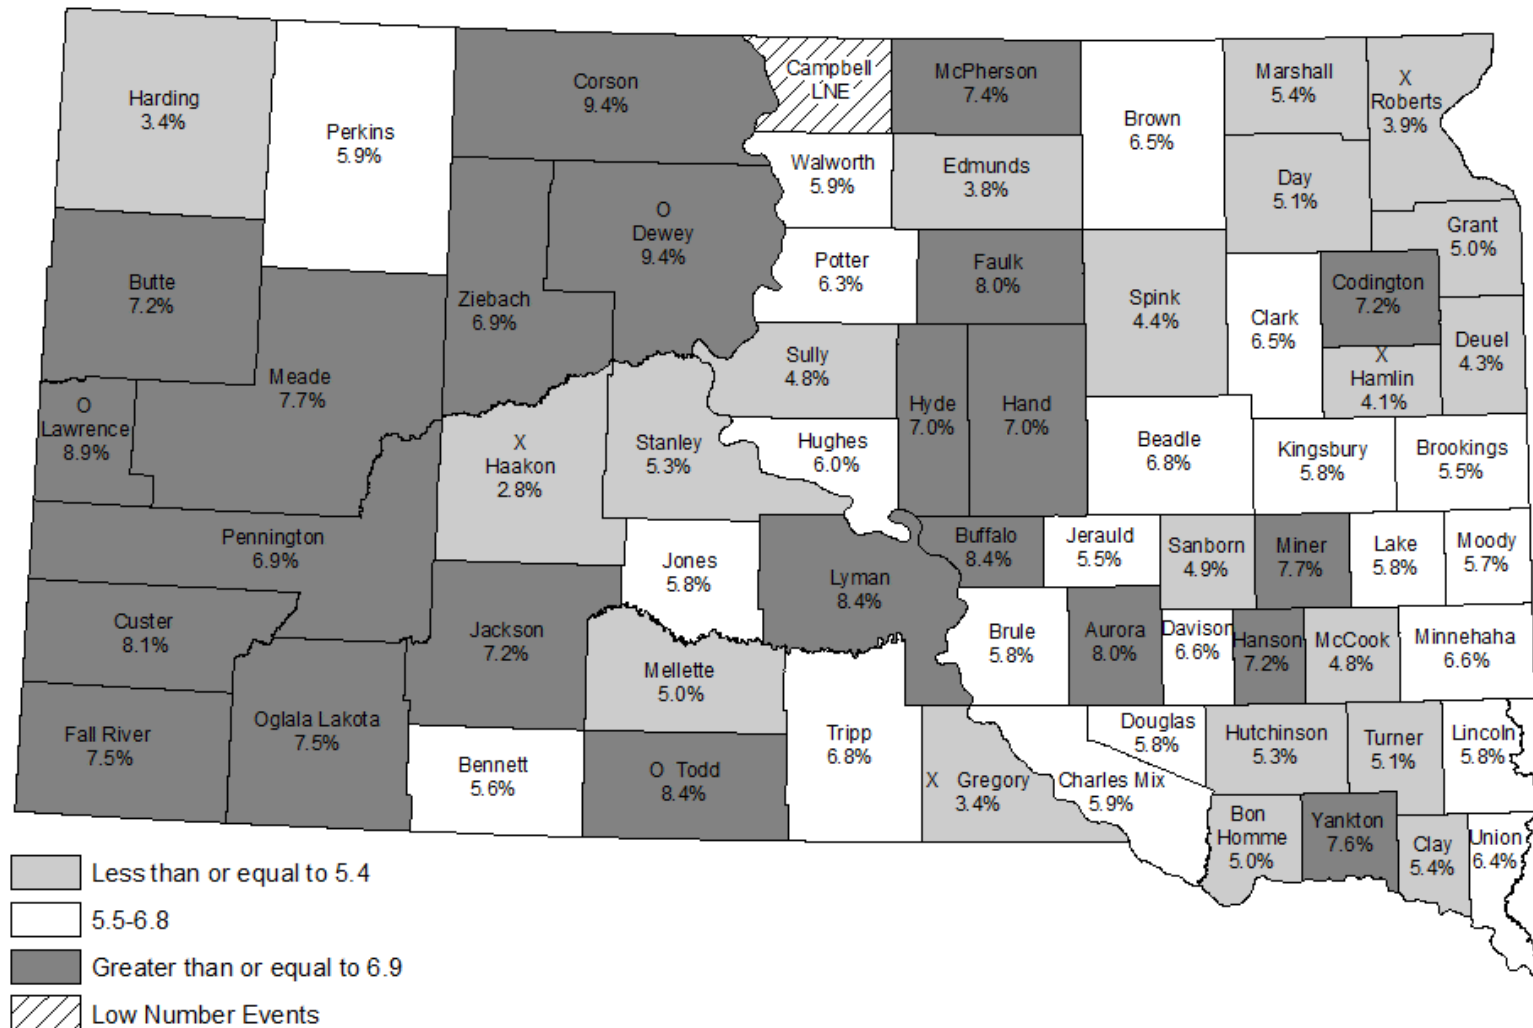 Harding
3.4%
Perkins
5.9%
Corson
9.4%
Campbell
LNE
McPherson
7.4%
Brown
6.5%
Marshall
5.4%
X
Roberts
3.9%
Walworth
5.9%
Edmunds
3.8%
Day
5.1%
Butte
7.2%
Ziebach
6.9%
O
Dewey
9.4%
Potter
6.3%
Faulk
8.0%
Spink
4.4%
Clark
6.5%
Codington
7.2%
Grant
5.0%
Meade
7.7%
Sully
4.8%
X
Hamlin
4.1%
Deuel
4.3%
O
Lawrence
8.9%
X
Haakon
2.8%
Stanley
5.3%
Hughes
6.0%
Hyde
7.0%
Hand
7.0%
Beadle
6.8%
Kingsbury
5.8%
Brookings
5.5%
Pennington
6.9%
Jones
5.8%
Lyman
8.4%
Buffalo
8.4%
Jerauld
5.5%
Sanborn
4.9%
Miner
7.7%
Lake
5.8%
Moody
5.7%
Custer
8.1%
Jackson
7.2%
Mellette
5.0%
Brule
5.8%
Aurora
8.0%
Davison
6.6%
Hanson
7.2%
McCook
4.8%
Minnehaha
6.6%
Fall River
7.5%
Oglala Lakota
7.5%
Bennett
5.6%
O Todd
8.4%
Tripp
6.8%
X Gregory
3.4%
Charles Mix
5.9%
Douglas
5.8%
Hutchinson
5.3%
Turner
5.1%
Lincoln
5.8%
Bon
Homme
5.0%
Yankton
7.6%
Clay
5.4%
Union
6.4%
Less than or equal to 5.4
5.5-6.8
Greater than or equal to 6.9
Low Number Events